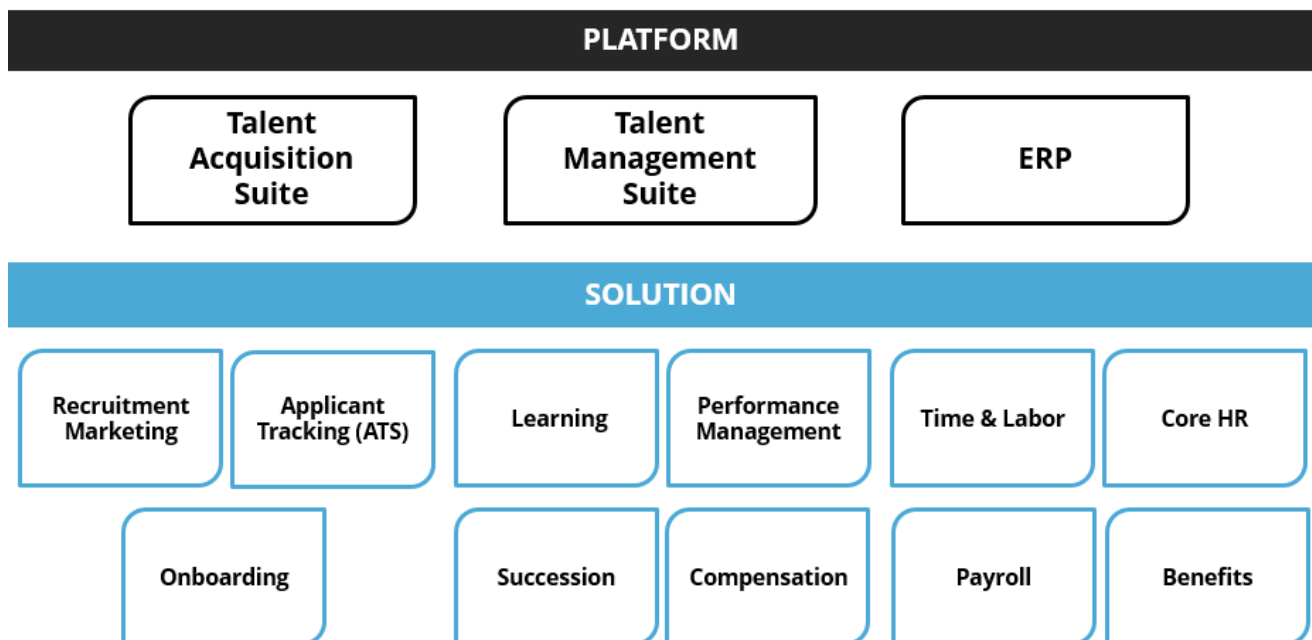 PLATFORM
Talent
Acquisition
Suite
Talent
Management
Suite
ERP
SOLUTION
Recruitment
Marketing
Applicant
Tracking (ATS)
Learning
Performance
Management
Time & Labor
Core HR
Onboarding
Succession
Compensation
Payroll
Benefits